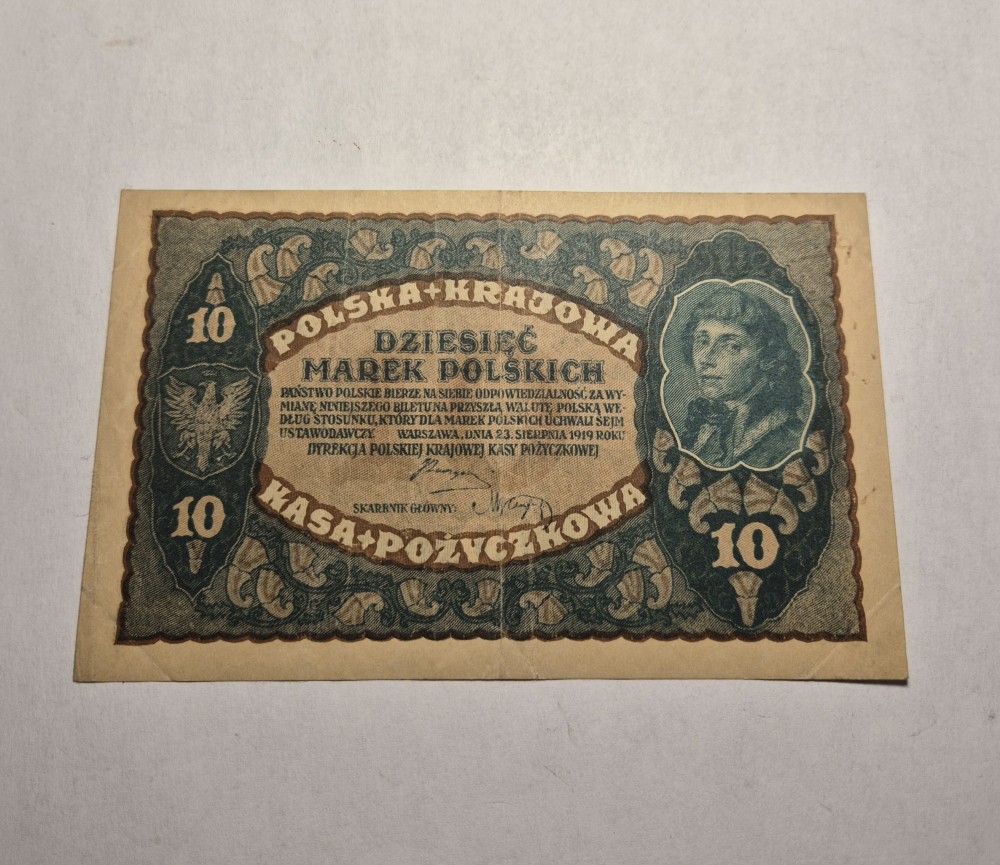 POLSKA+KRAJOWA
10
DZIESIĘĆ
MAREK POLSKICH
PAŃSTWO POLSKIE BIERZE NA SIEBIE ODPOWIEDZIALNOŚĆ ZA WY-
MIANĘ NINIEJSZEGO BILETU NA PRZYSZŁĄ WALUTĘ POLSKĄ WE-
DŁUG STOSUNKU, KTÓRY DLA MAREK POLSKICH UCHWALI SEJM
USTAWODAWCZY WARSZAWA, DNIA 23. SIERPNIA 1919 ROKU
DYREKCJA POLSKIEJ KRAJOWEJ KASY POŻYCZKOWEJ
SKARBNIK GŁÓWNY:
10
KASA+POŻYCZKOWA
10